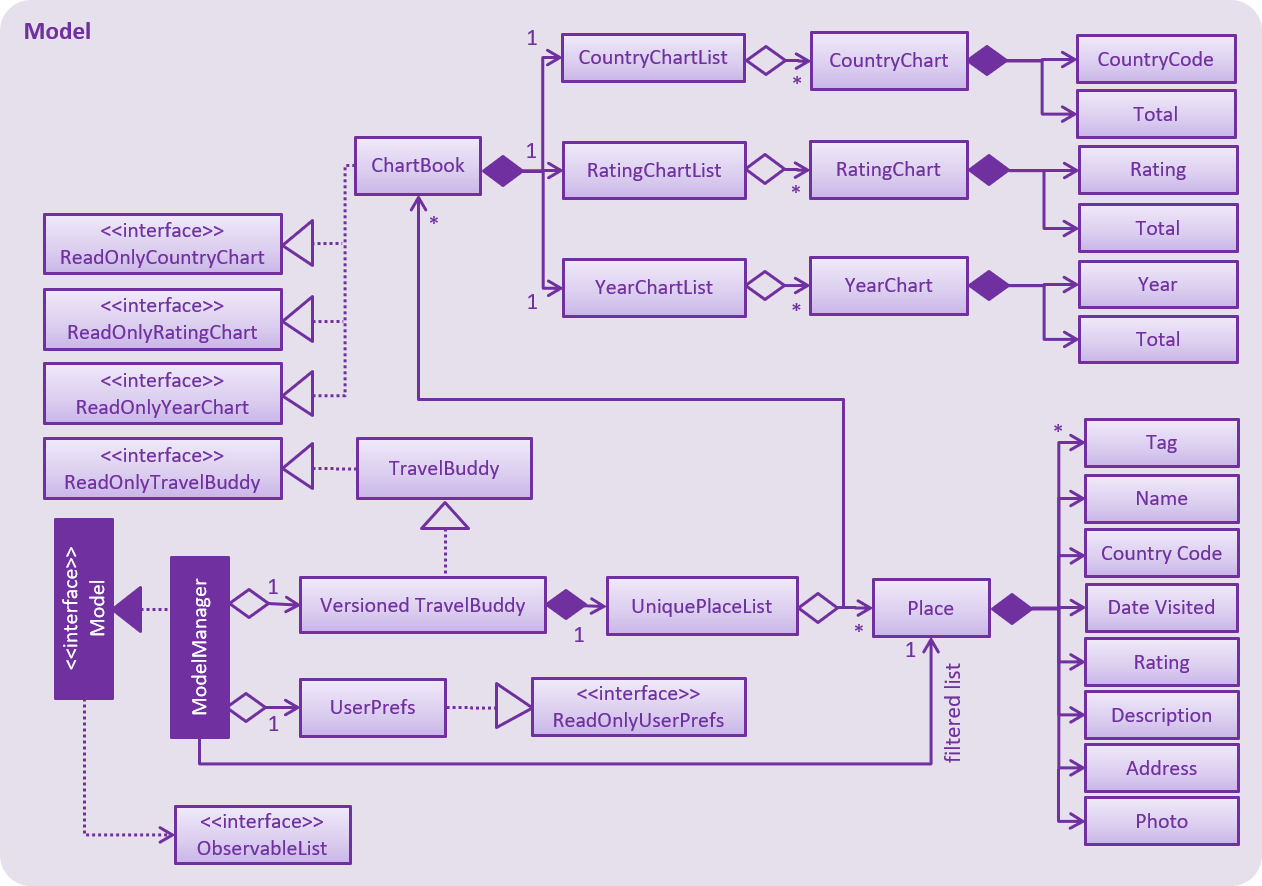 Model
1
CountryChartList
*
CountryChart
CountryCode
Total
ChartBook
1
RatingChartList
*
RatingChart
Rating
Total
*
1
YearChartList
*
YearChart
Year
Total
<<interface>>
ReadOnlyCountryChart
<<interface>>
ReadOnlyRatingChart
<<interface>>
ReadOnlyYearChart
<<interface>>
ReadOnlyTravelBuddy
TravelBuddy
<<interface>>
Model
ModelManager
1
Versioned TravelBuddy
1
UniquePlaceList
*
Place
1
filtered list
*
Tag
Name
Country Code
Date Visited
Rating
Description
Address
Photo
1
UserPrefs
<<interface>>
ReadOnlyUserPrefs
<<interface>>
ObservableList